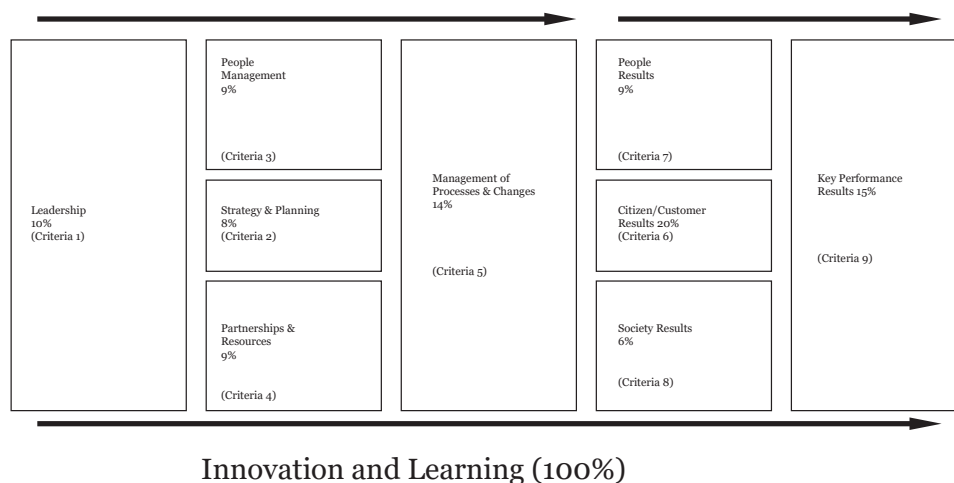 Leadership
10%
(Criteria 1)
People
Management
9%
(Criteria 3)
Strategy & Planning
8%
(Criteria 2)
Partnerships &
Resources
9%
(Criteria 4)
Management of
Processes & Changes
14%
(Criteria 5)
People
Results
9%
(Criteria 7)
Citizen/Customer
Results 20%
(Criteria 6)
Society Results
6%
(Criteria 8)
Key Performance
Results 15%
(Criteria 9)
Innovation and Learning (100%)